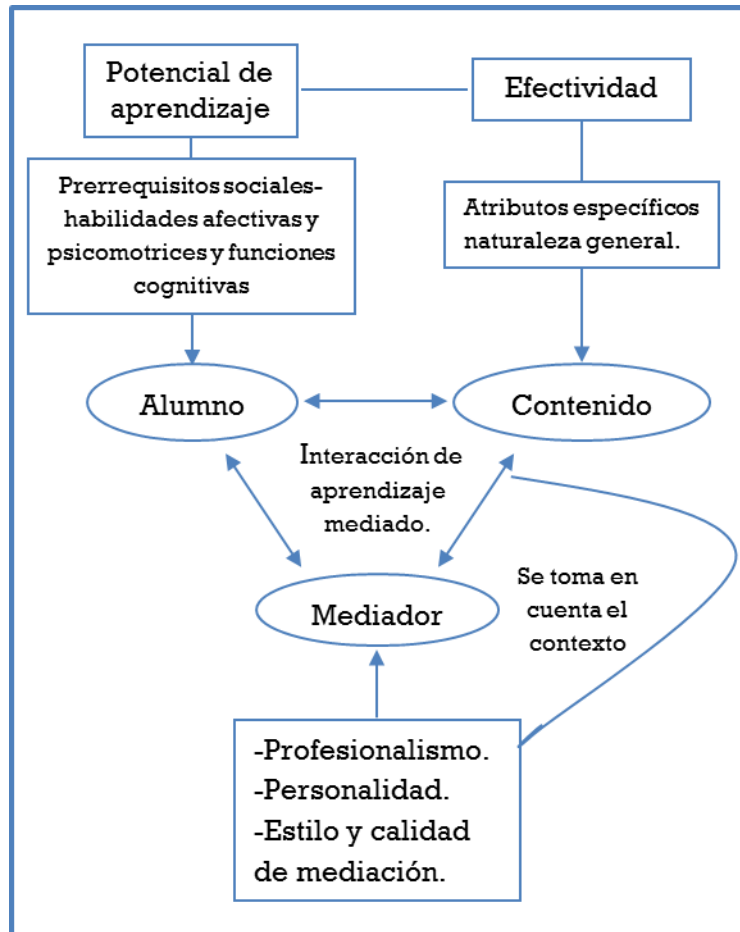 Potencial de
aprendizaje
Efectividad
Prerrequisitos sociales-
habilidades afectivas y
psicomotrices y funciones
cognitivas
Atributos específicos
naturaleza general.
Alumno
Contenido
Interacción de
aprendizaje
mediado.
Mediador
Se toma en
cuenta el
contexto
-Profesionalismo.
-Personalidad.
-Estilo y calidad
de mediación.